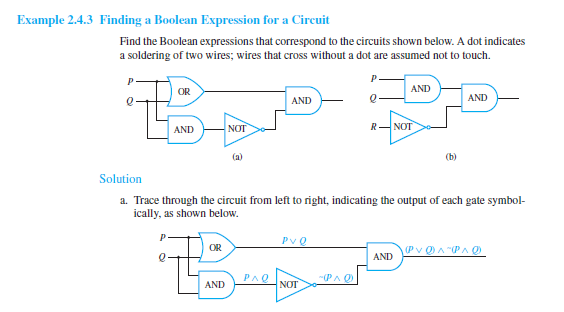 Example 2.4.3 Finding a Boolean Expression for a Circuit
Find the Boolean expressions that correspond to the circuits shown below. A dot indicates
a soldering of two wires; wires that cross without a dot are assumed not to touch.
P
Q
OR
AND
NOT
AND
(a)
P
Q
R
AND
NOT
AND
(b)
Solution
a. Trace through the circuit from left to right, indicating the output of each gate symbol-
ically, as shown below.
P
Q
OR
P ∨ Q
AND
P ∧ Q
NOT
~(P ∧ Q)
AND
(P ∨ Q) ∧ ~(P ∧ Q)